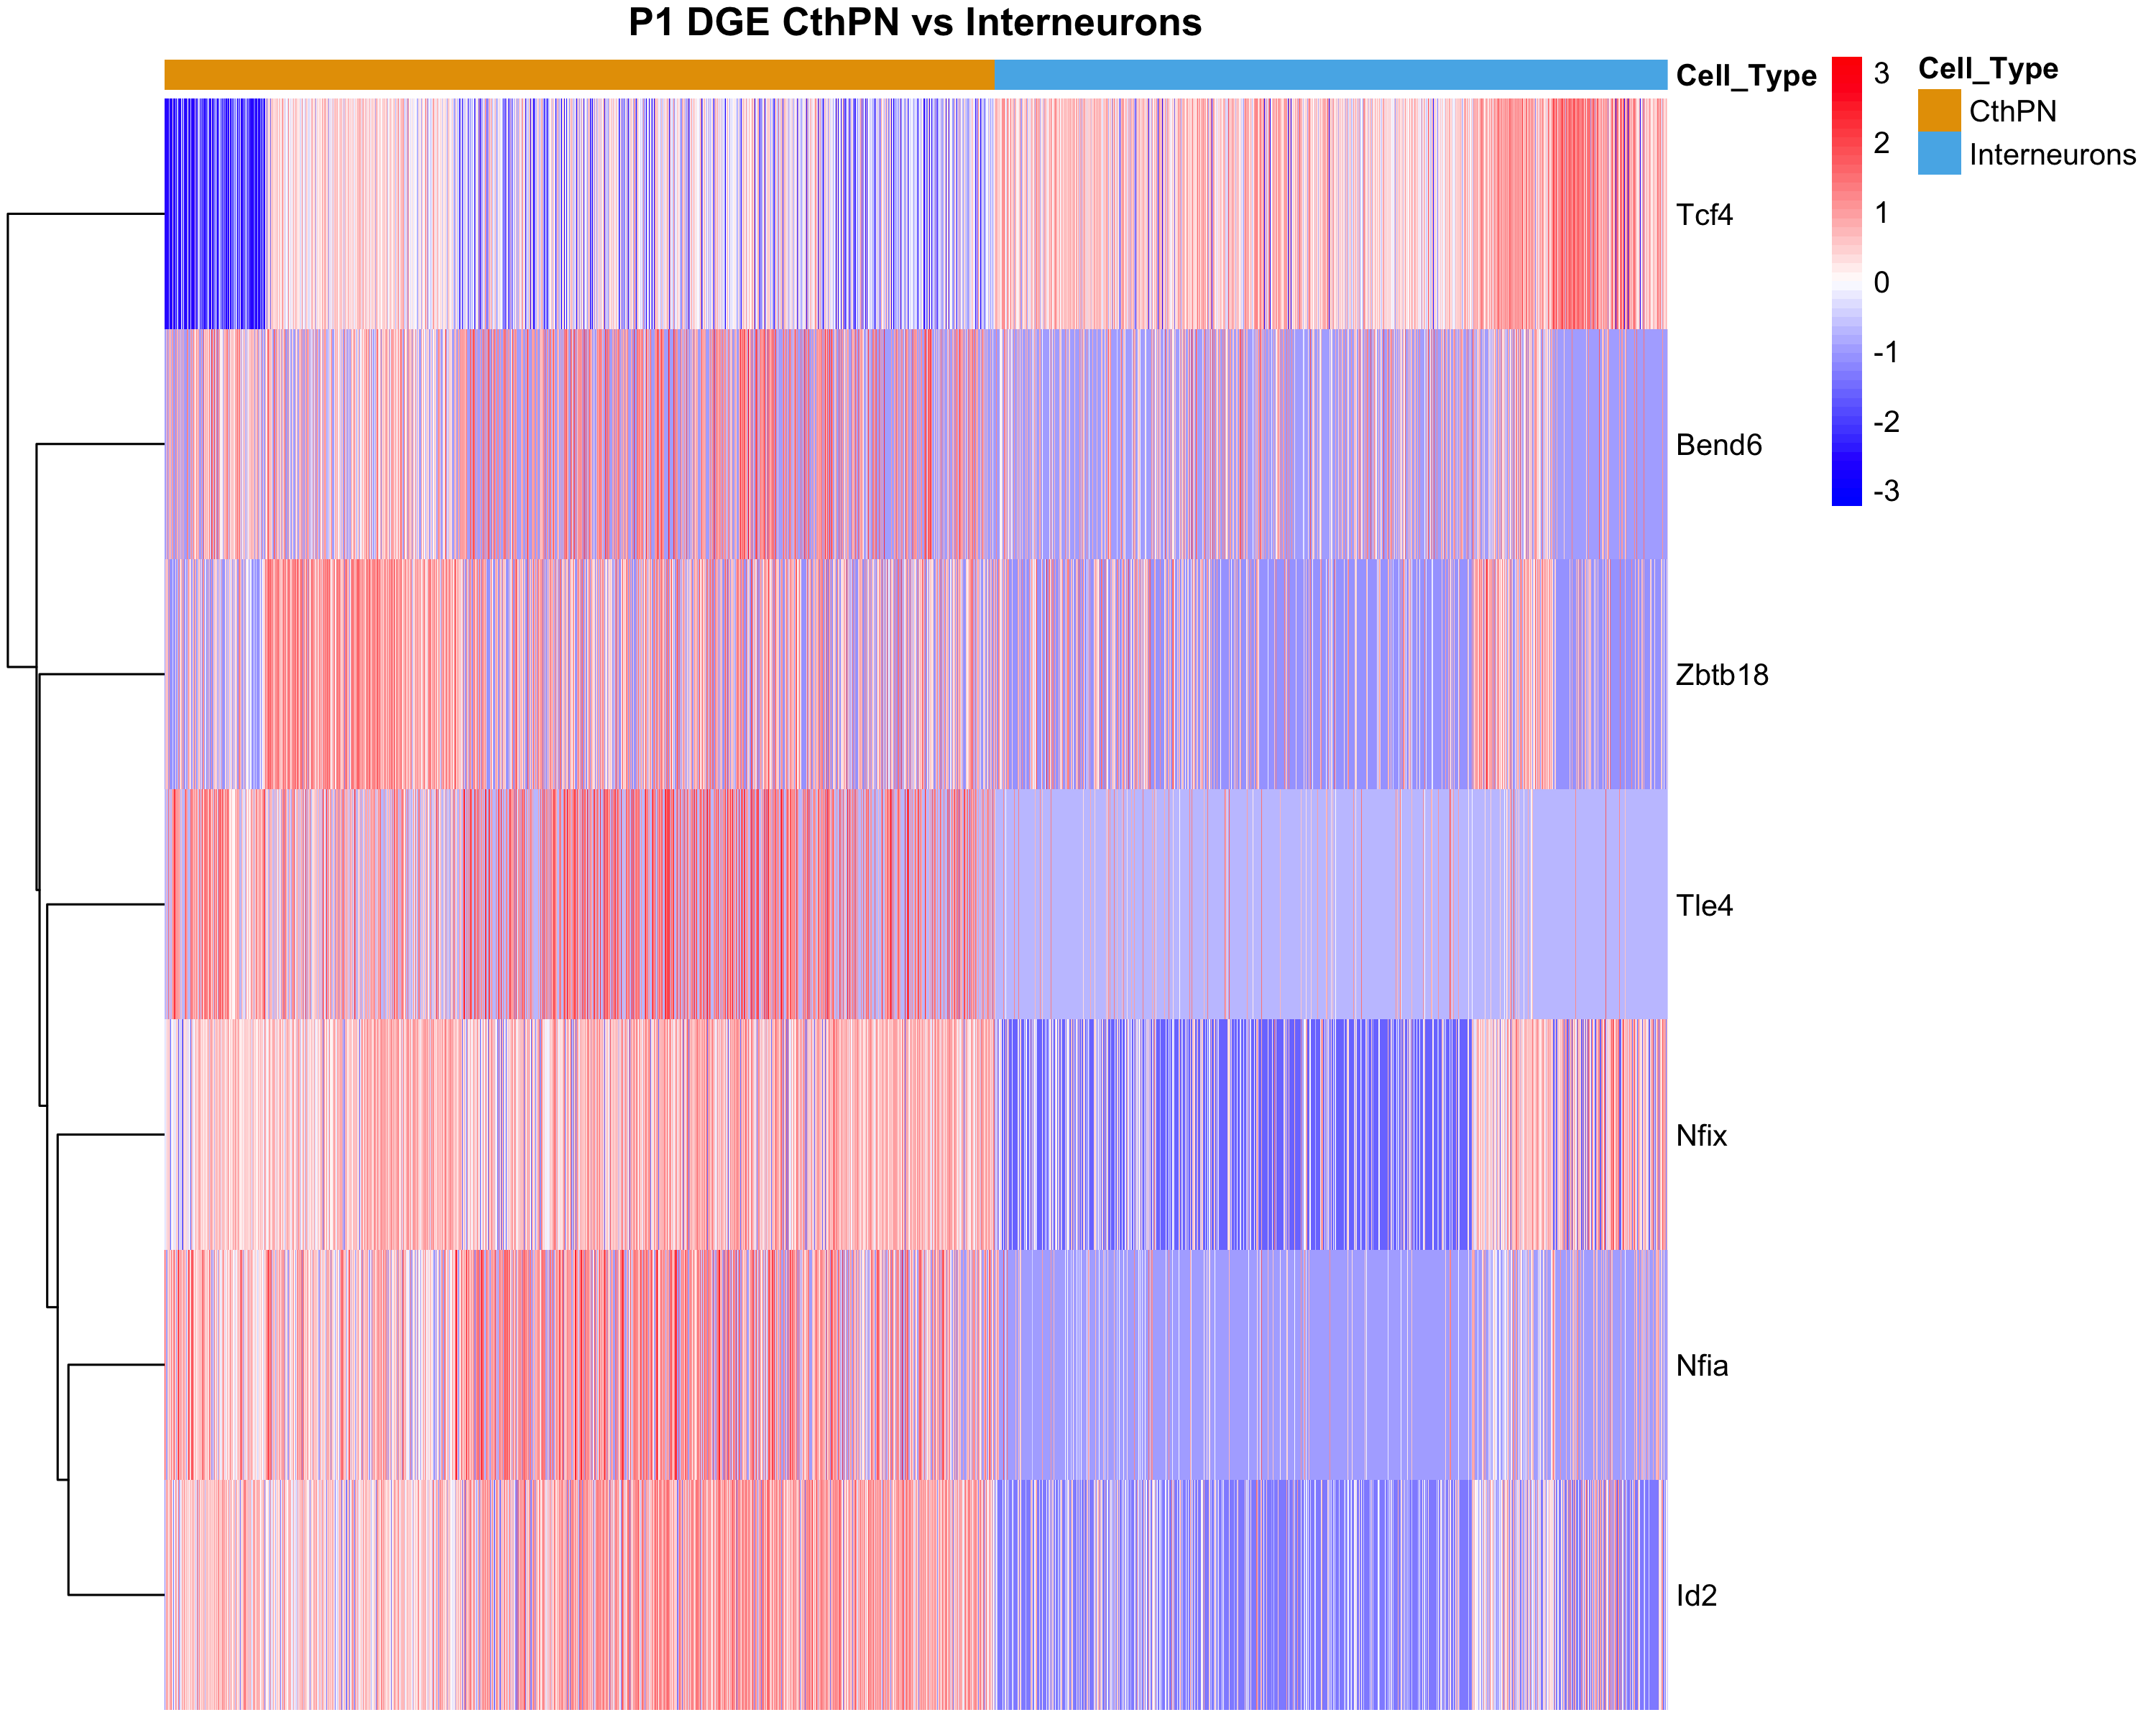 P1 DGE CthPN vs Interneurons
Cell_Type
Tcf4
Bend6
Zbtb18
Tle4
Nfix
Nfia
Id2
3
2
1
0
-1
-2
-3
Cell_Type
CthPN
Interneurons